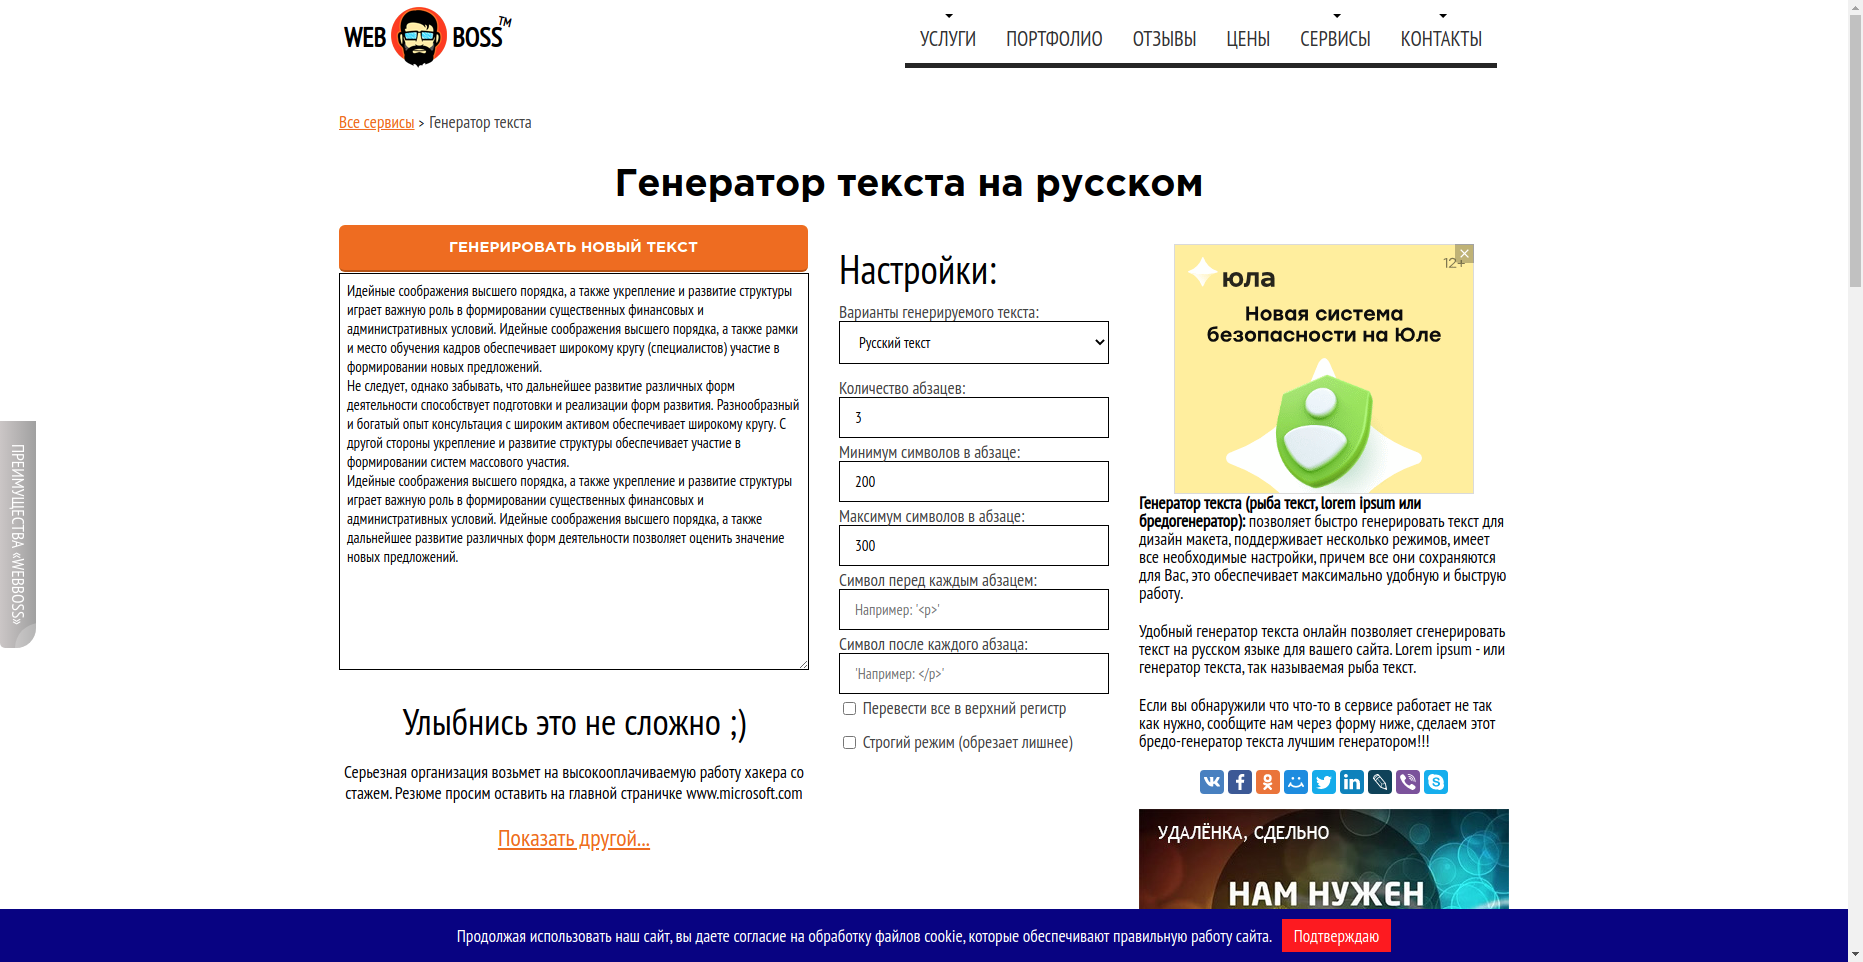 WEB BOSS™
УСЛУГИ ПОРТФОЛИО ОТЗЫВЫ ЦЕНЫ СЕРВИСЫ КОНТАКТЫ
Все сервисы > Генератор текста
Генератор текста на русском
ГЕНЕРИРОВАТЬ НОВЫЙ ТЕКСТ
Идейные соображения высшего порядка, а также укрепление и развитие структуры
играет важную роль в формировании существенных финансовых и
административных условий. Идейные соображения высшего порядка, а также рамки
и место обучения кадров обеспечивает широкому кругу (специалистов) участие в
формировании новых предложений.
Не следует, однако забывать, что дальнейшее развитие различных форм
деятельности способствует подготовки и реализации форм развития. Разнообразный
и богатый опыт консультация с широким активом обеспечивает широкому кругу. С
другой стороны укрепление и развитие структуры обеспечивает участие в
формировании систем массового участия.
Идейные соображения высшего порядка, а также укрепление и развитие структуры
играет важную роль в формировании существенных финансовых и
административных условий. Идейные соображения высшего порядка, а также
дальнейшее развитие различных форм деятельности позволяет оценить значение
новых предложений.
Улыбнись это не сложно ;)
Серьезная организация возьмет на высокооплачиваемую работу хакера со
стажем. Резюме просим оставить на главной страничке www.microsoft.com
Показать другой...
Настройки:
Варианты генерируемого текста:
Русский текст
Количество абзацев:
3
Минимум символов в абзаце:
200
Максимум символов в абзаце:
300
Символ перед каждым абзацем:
Например: '<p>'
Символ после каждого абзаца:
'Например: </p>'
Перевести все в верхний регистр
Строгий режим (обрезает лишнее)
12+
юла
Новая система
безопасности на Юле
Генератор текста (рыба текст, lorem ipsum или
бредогенератор): позволяет быстро генерировать текст для
дизайн макета, поддерживает несколько режимов, имеет
все необходимые настройки, причем все они сохраняются
для Вас, это обеспечивает максимально удобную и быструю
работу.
Удобный генератор текста онлайн позволяет сгенерировать
текст на русском языке для вашего сайта. Lorem ipsum - или
генератор текста, так называемая рыба текст.
Если вы обнаружили что что-то в сервисе работает не так
как нужно, сообщите нам через форму ниже, сделаем этот
бредо-генератор текста лучшим генератором!!!
УДАЛЁНКА, СДЕЛЬНО
НАМ НУЖЕН
ПРЕИМУЩЕСТВА «WEBBOSS»
Продолжая использовать наш сайт, вы даете согласие на обработку файлов cookie, которые обеспечивают правильную работу сайта. Подтверждаю